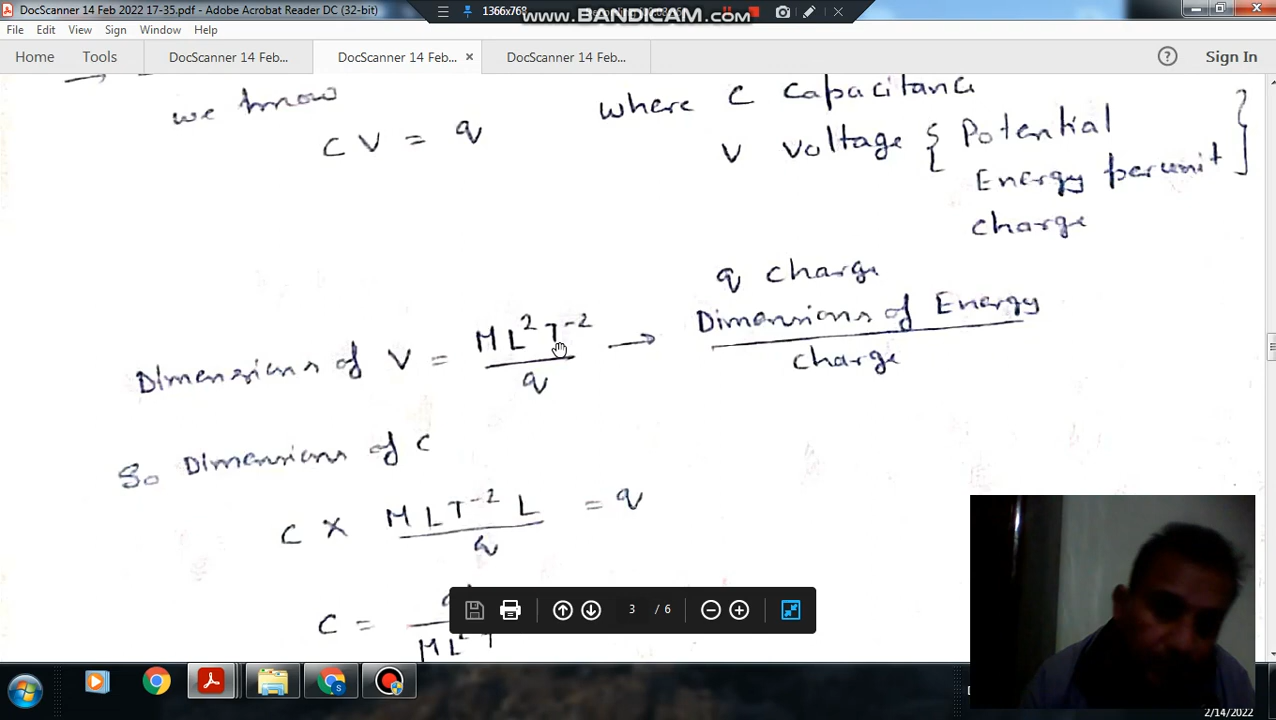 DocScanner 14 Feb 2022 17-35.pdf - Adobe Acrobat Reader DC (32-bit)
1366x768
www.BANDICAM.com
File Edit View Sign Window Help
Home Tools DocScanner 14 Feb... DocScanner 14 Feb... × DocScanner 14 Feb... Sign In
we know where C Capacitance
CV = q V Voltage { Potential
Energy per unit
charge }
q charge
Dimensions of V = ML²T⁻²/q → Dimensions of Energy/charge
So Dimensions of C
C × MLT⁻² L/q = q
C =
ML² T
3 / 6
2/14/2022